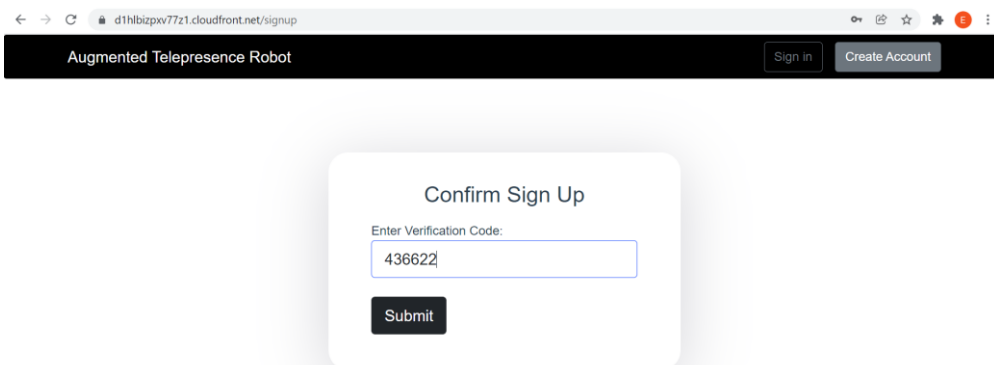 d1hlbizpxv77z1.cloudfront.net/signup
E
Augmented Telepresence Robot
Sign in
Create Account
Confirm Sign Up
Enter Verification Code:
436622
Submit